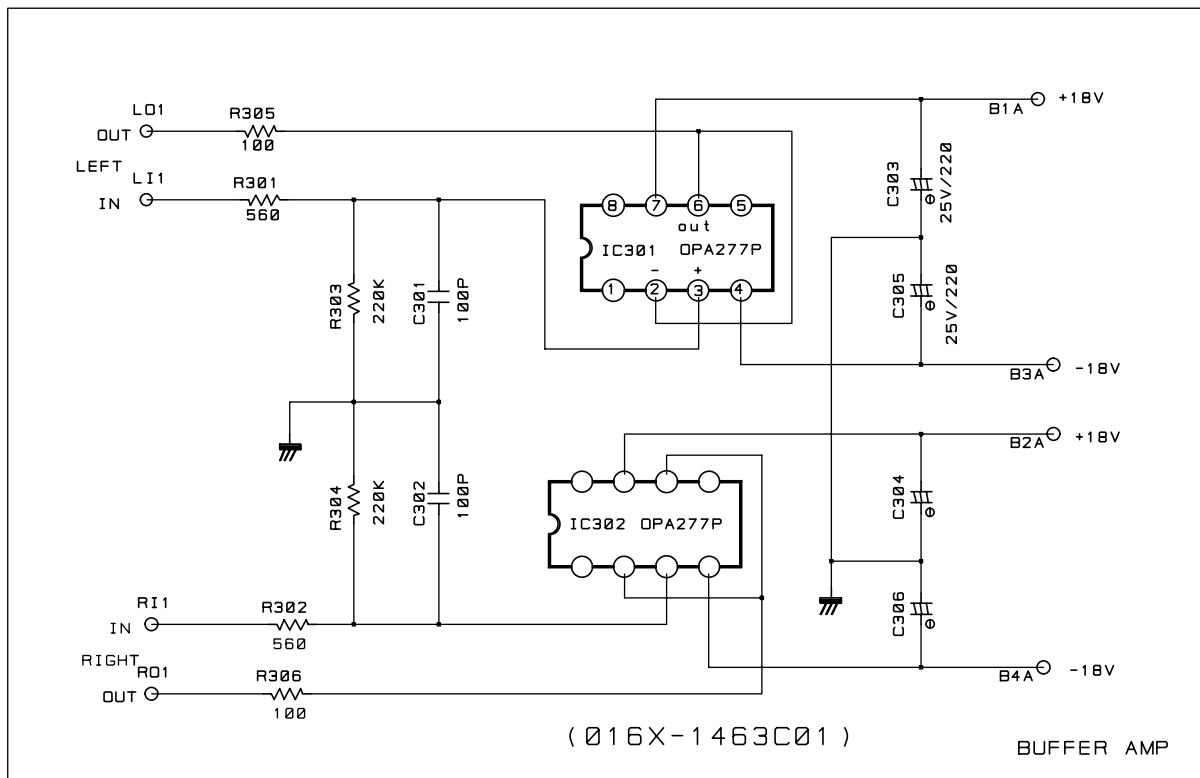 LO1
R305
OUT
100
LEFT
LI1
R301
IN
560
B1A
+18V
C303
25V/220
8
7
6
5
out
IC301 OPA277P
- +
1
2
3
4
R303
220K
C301
100P
C305
25V/220
B3A
-18V
B2A
+18V
R304
220K
C302
100P
IC302 OPA277P
C304
C306
RI1
R302
IN
560
RIGHT
RO1
R306
OUT
100
B4A
-18V
(016X-1463C01)
BUFFER AMP